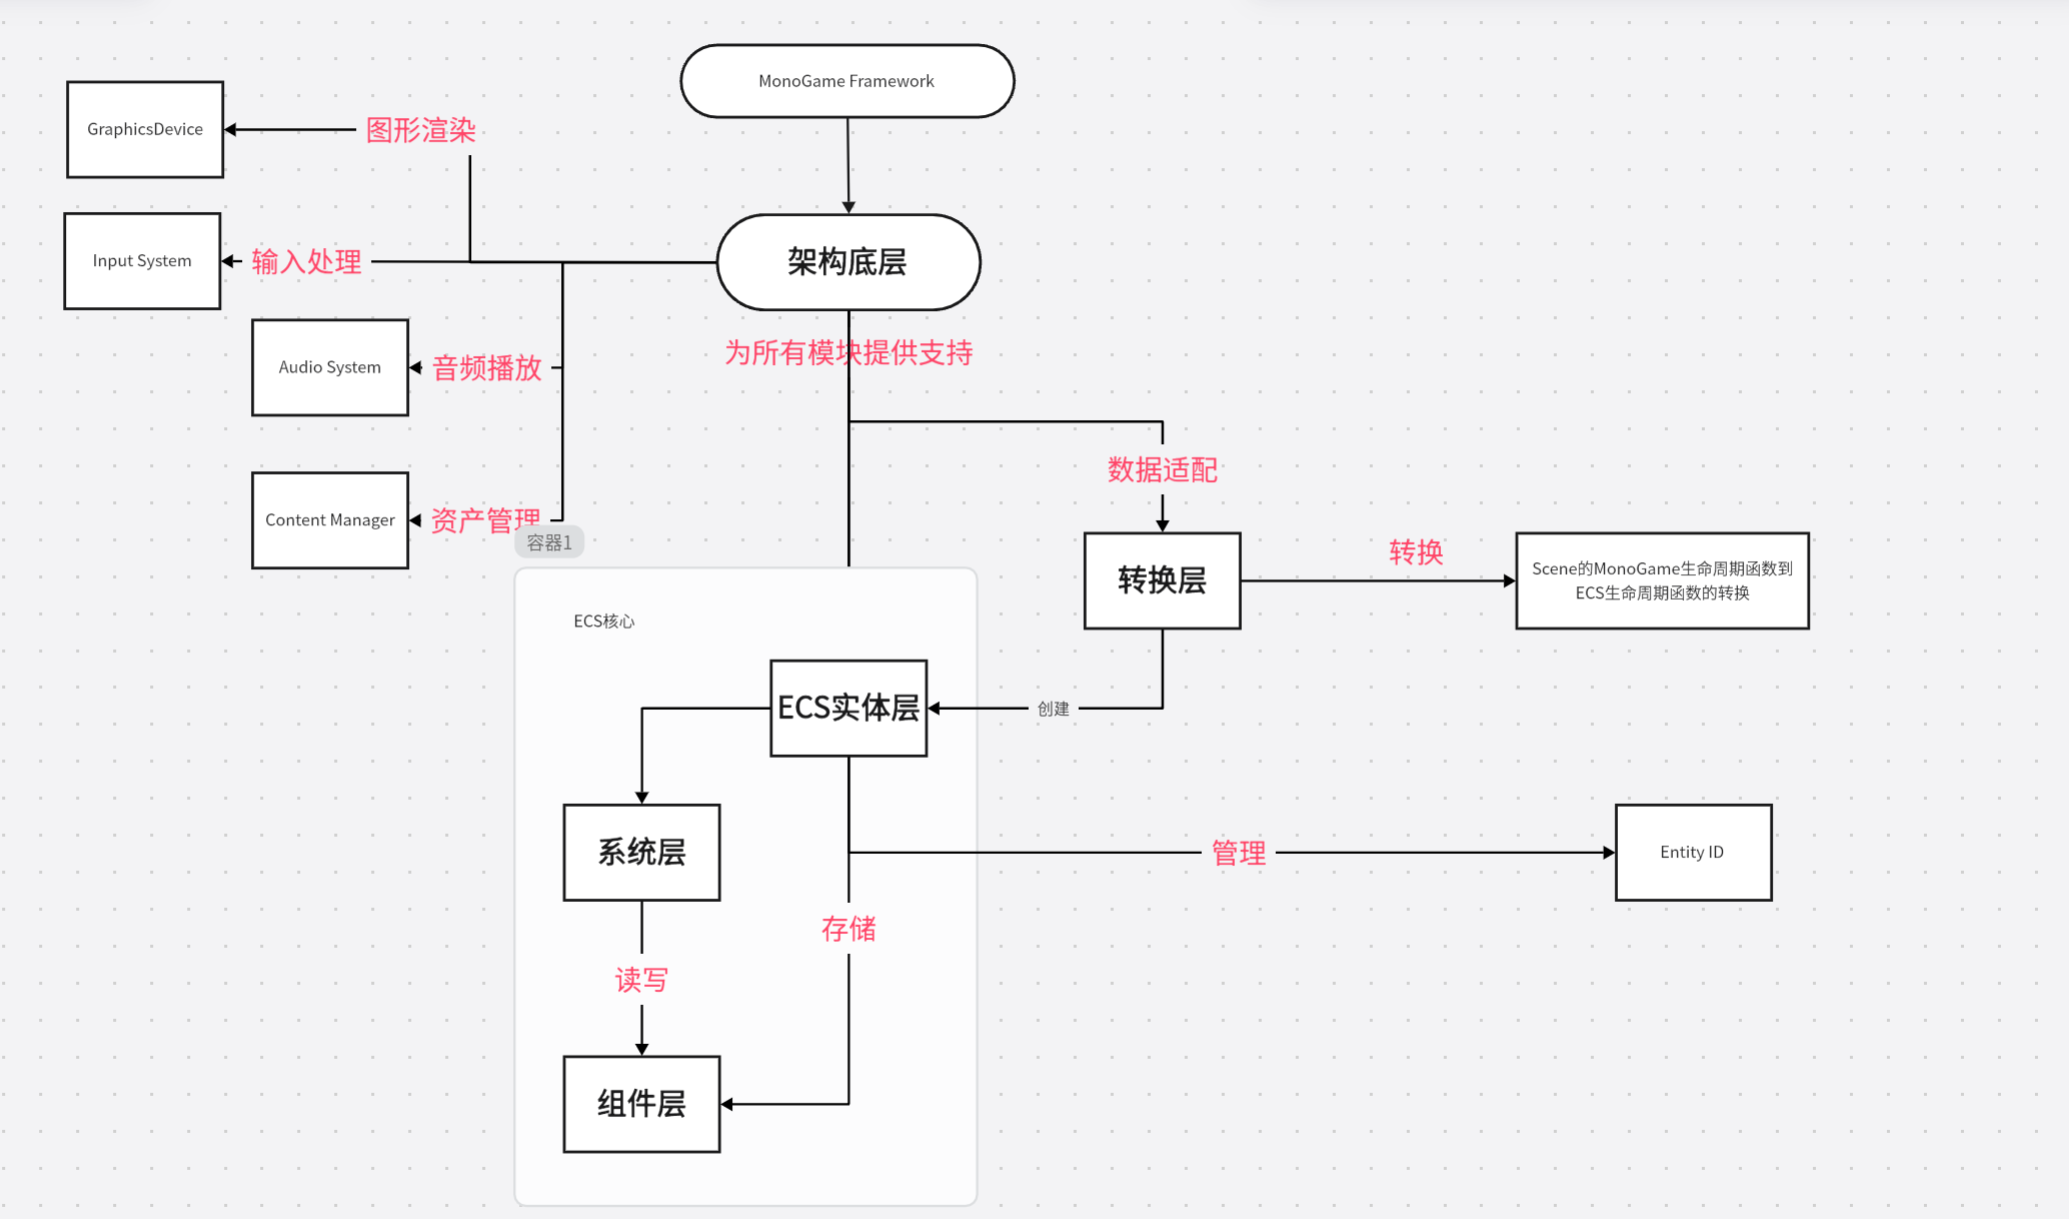 MonoGame Framework
GraphicsDevice
图形渲染
Input System
输入处理
架构底层
为所有模块提供支持
Audio System
音频播放
数据适配
Content Manager
资产管理
容器1
转换层
转换
Scene的MonoGame生命周期函数到
ECS生命周期函数的转换
ECS核心
ECS实体层
创建
系统层
管理
Entity ID
存储
读写
组件层